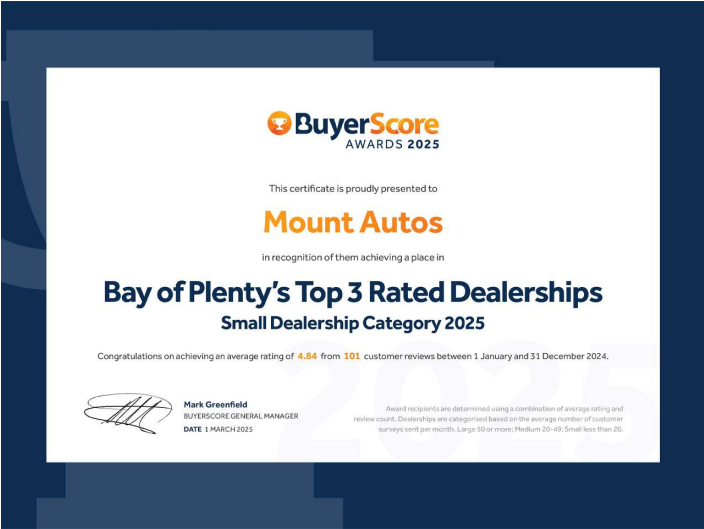 BuyerScore
AWARDS 2025
This certificate is proudly presented to
Mount Autos
in recognition of them achieving a place in
Bay of Plenty's Top 3 Rated Dealerships
Small Dealership Category 2025
Congratulations on achieving an average rating of 4.84 from 101 customer reviews between 1 January and 31 December 2024.
Mark Greenfield
BUYERSCORE GENERAL MANAGER
DATE 1 MARCH 2025
Award recipients are determined using a combination of average rating and
review count. Dealerships are categorised based on the average number of customer
surveys sent per month. Large 50 or more; Medium 20-49; Small less than 20.
2025